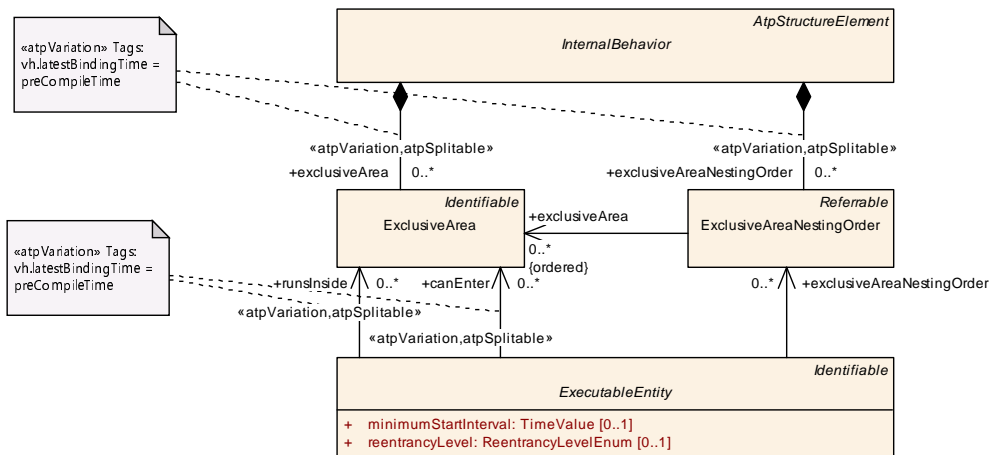 «atpVariation» Tags:
vh.latestBindingTime =
preCompileTime
AtpStructureElement
InternalBehavior
«atpVariation,atpSplitable»
+exclusiveArea 0..*
«atpVariation,atpSplitable»
+exclusiveAreaNestingOrder 0..*
Identifiable
ExclusiveArea
Referrable
ExclusiveAreaNestingOrder
+exclusiveArea
0..*
{ordered}
«atpVariation» Tags:
vh.latestBindingTime =
preCompileTime
+runsInside 0..*
+canEnter 0..*
0..* +exclusiveAreaNestingOrder
«atpVariation,atpSplitable»
«atpVariation,atpSplitable»
Identifiable
ExecutableEntity
+ minimumStartInterval: TimeValue [0..1]
+ reentrancyLevel: ReentrancyLevelEnum [0..1]